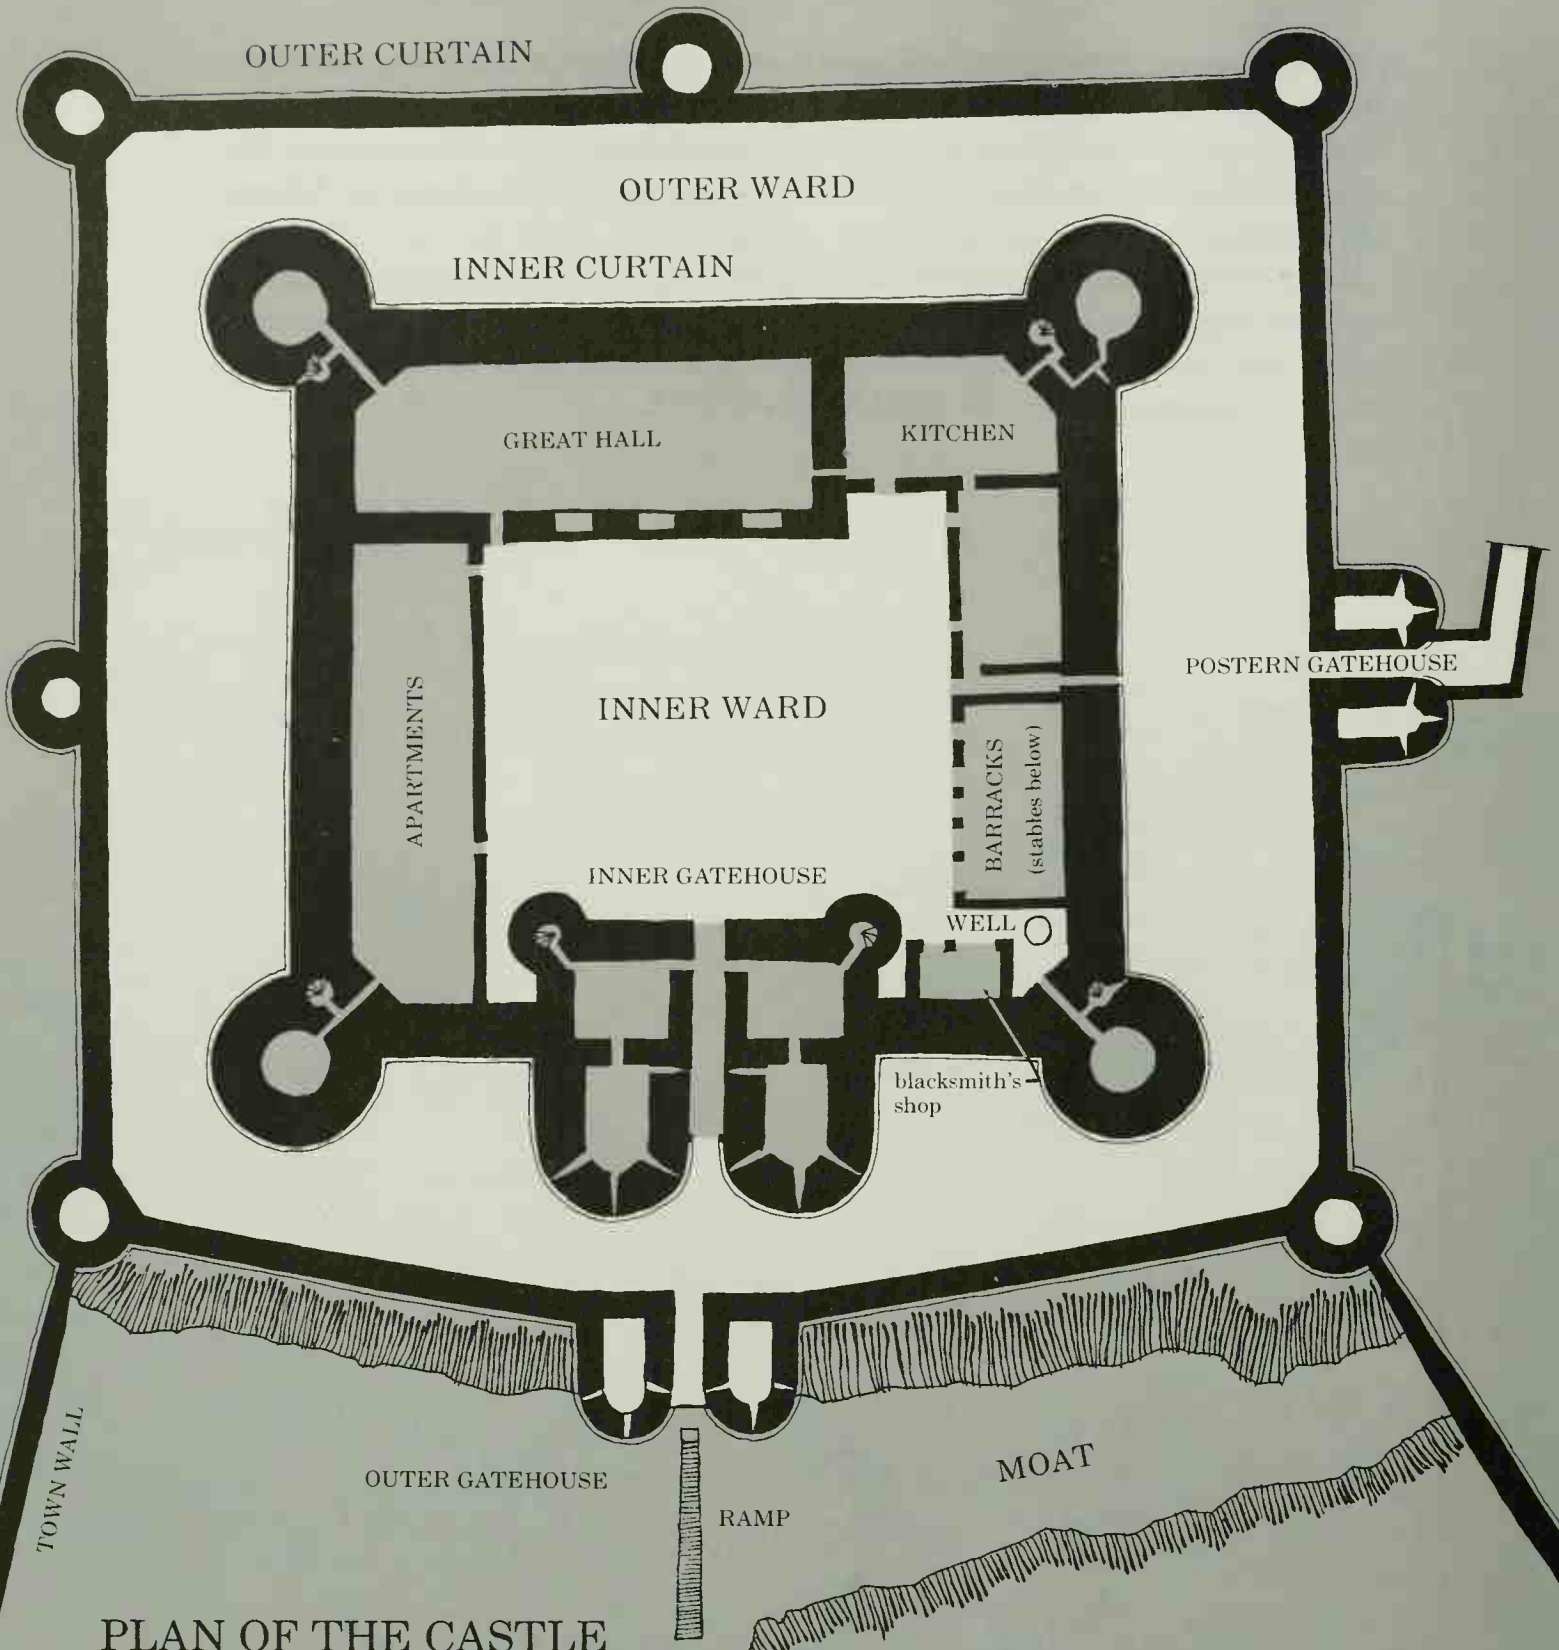 OUTER CURTAIN
OUTER WARD
INNER CURTAIN
GREAT HALL
KITCHEN
POSTERN GATEHOUSE
APARTMENTS
INNER WARD
BARRACKS
(stables below)
INNER GATEHOUSE
WELL
blacksmith's
shop
TOWN WALL
OUTER GATEHOUSE
MOAT
RAMP
PLAN OF THE CASTLE